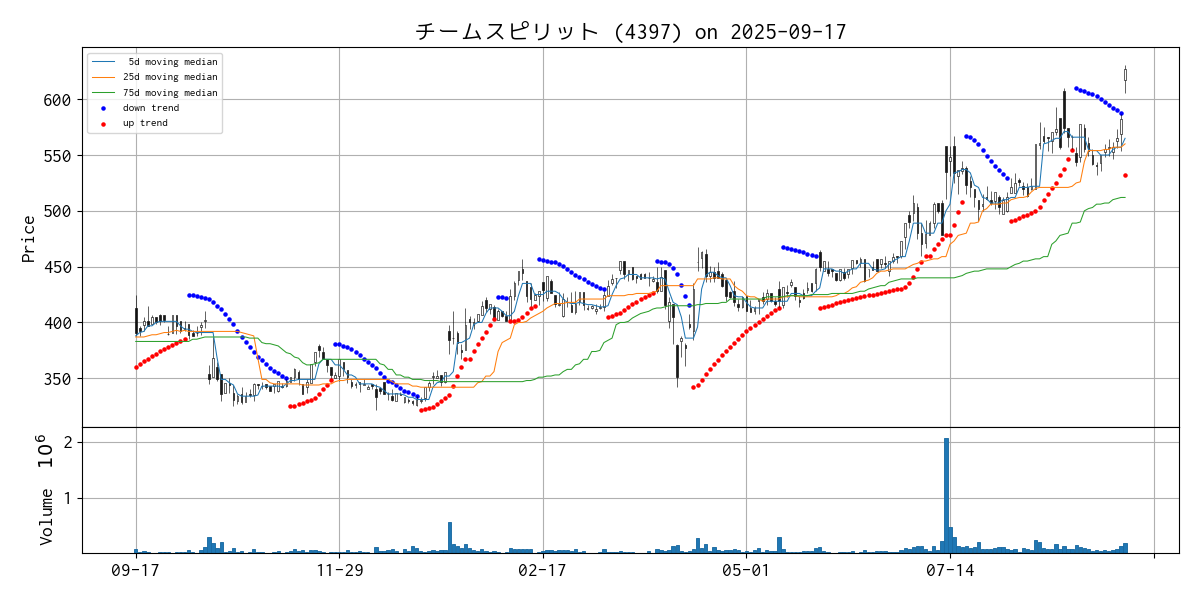 チームスピリット (4397) on 2025-09-17
5d moving median
25d moving median
75d moving median
down trend
up trend
Price
600
550
500
450
400
350
Volume 10^6
2
1
09-17
11-29
02-17
05-01
07-14